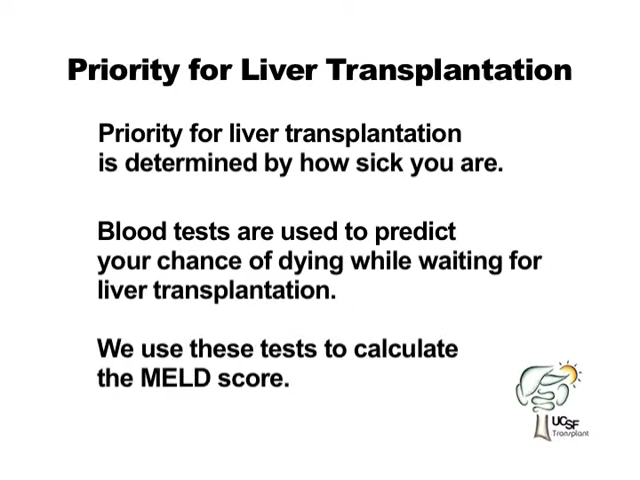 Priority for Liver Transplantation
Priority for liver transplantation
is determined by how sick you are.
Blood tests are used to predict
your chance of dying while waiting for
liver transplantation.
We use these tests to calculate
the MELD score.
UCSF
Transplant